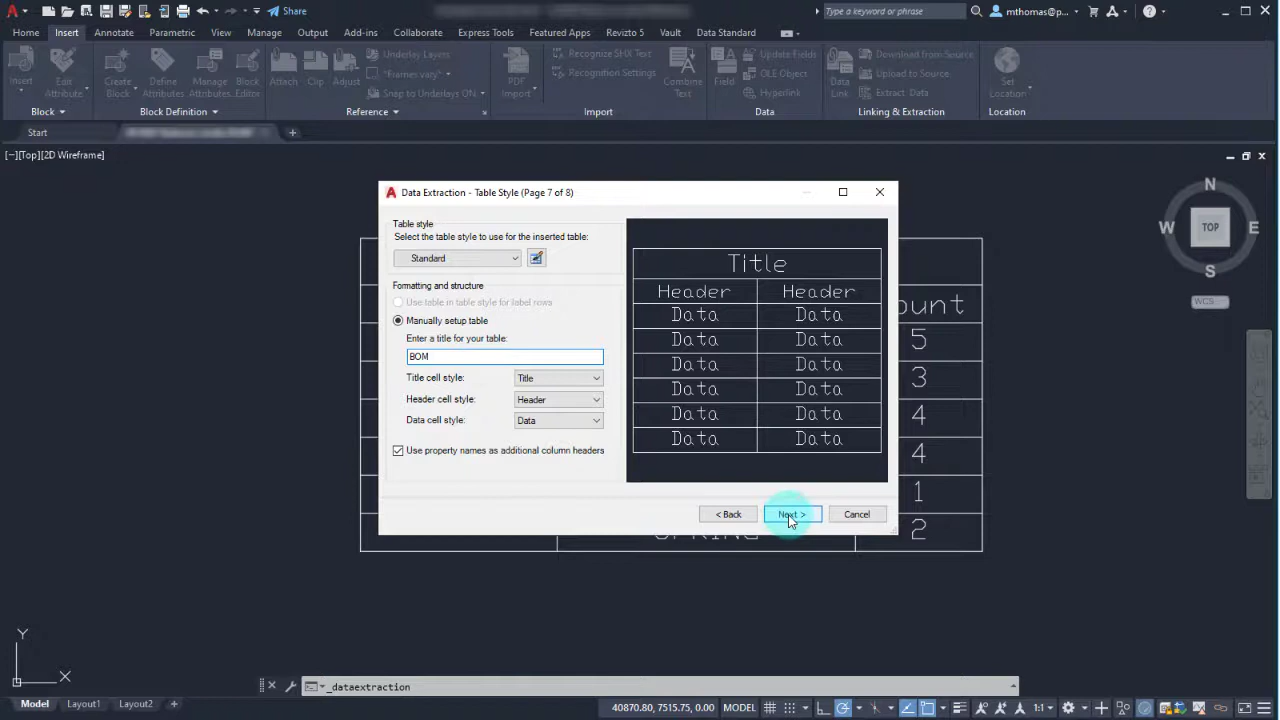 Share
Type a keyword or phrase
mthomas@p...
Home Insert Annotate Parametric View Manage Output Add-ins Collaborate Express Tools Featured Apps Revizto 5 Vault Data Standard
Insert
Edit Attribute
Create Block
Define Attributes
Manage Attributes
Block Editor
Attach
Clip
Adjust
Underlay Layers
*Frames vary*
Snap to Underlays ON
PDF Import
Recognize SHX Text
Recognition Settings
Combine Text
Field
Update Fields
OLE Object
Hyperlink
Data Link
Download from Source
Upload to Source
Extract Data
Set Location
Block Block Definition Reference Import Data Linking & Extraction Location
Start
[−][Top][2D Wireframe]
Data Extraction - Table Style (Page 7 of 8)
Table style
Select the table style to use for the inserted table:
Standard
Formatting and structure
Use table in table style for label rows
Manually setup table
Enter a title for your table:
BOM
Title cell style: Title
Header cell style: Header
Data cell style: Data
Use property names as additional column headers
Title
Header Header
Data Data
Data Data
Data Data
Data Data
Data Data
Data Data
< Back Next > Cancel
ount
5
3
4
4
1
SPRING 2
N
W TOP E
S
WCS
Y
X
_dataextraction
Model Layout1 Layout2 +
40870.80, 7515.75, 0.00 MODEL
1:1